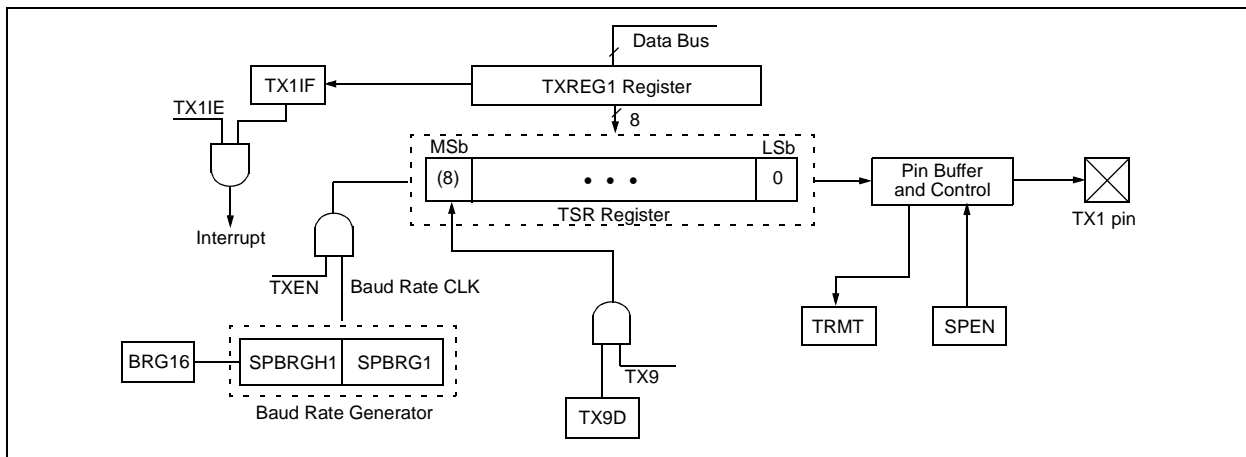 Data Bus
TXREG1 Register
TX1IF
TX1IE
8
MSb
LSb
(8)
• • •
0
TSR Register
Pin Buffer
and Control
TX1 pin
Interrupt
TXEN
Baud Rate CLK
TRMT
SPEN
BRG16
SPBRGH1
SPBRG1
TX9
Baud Rate Generator
TX9D